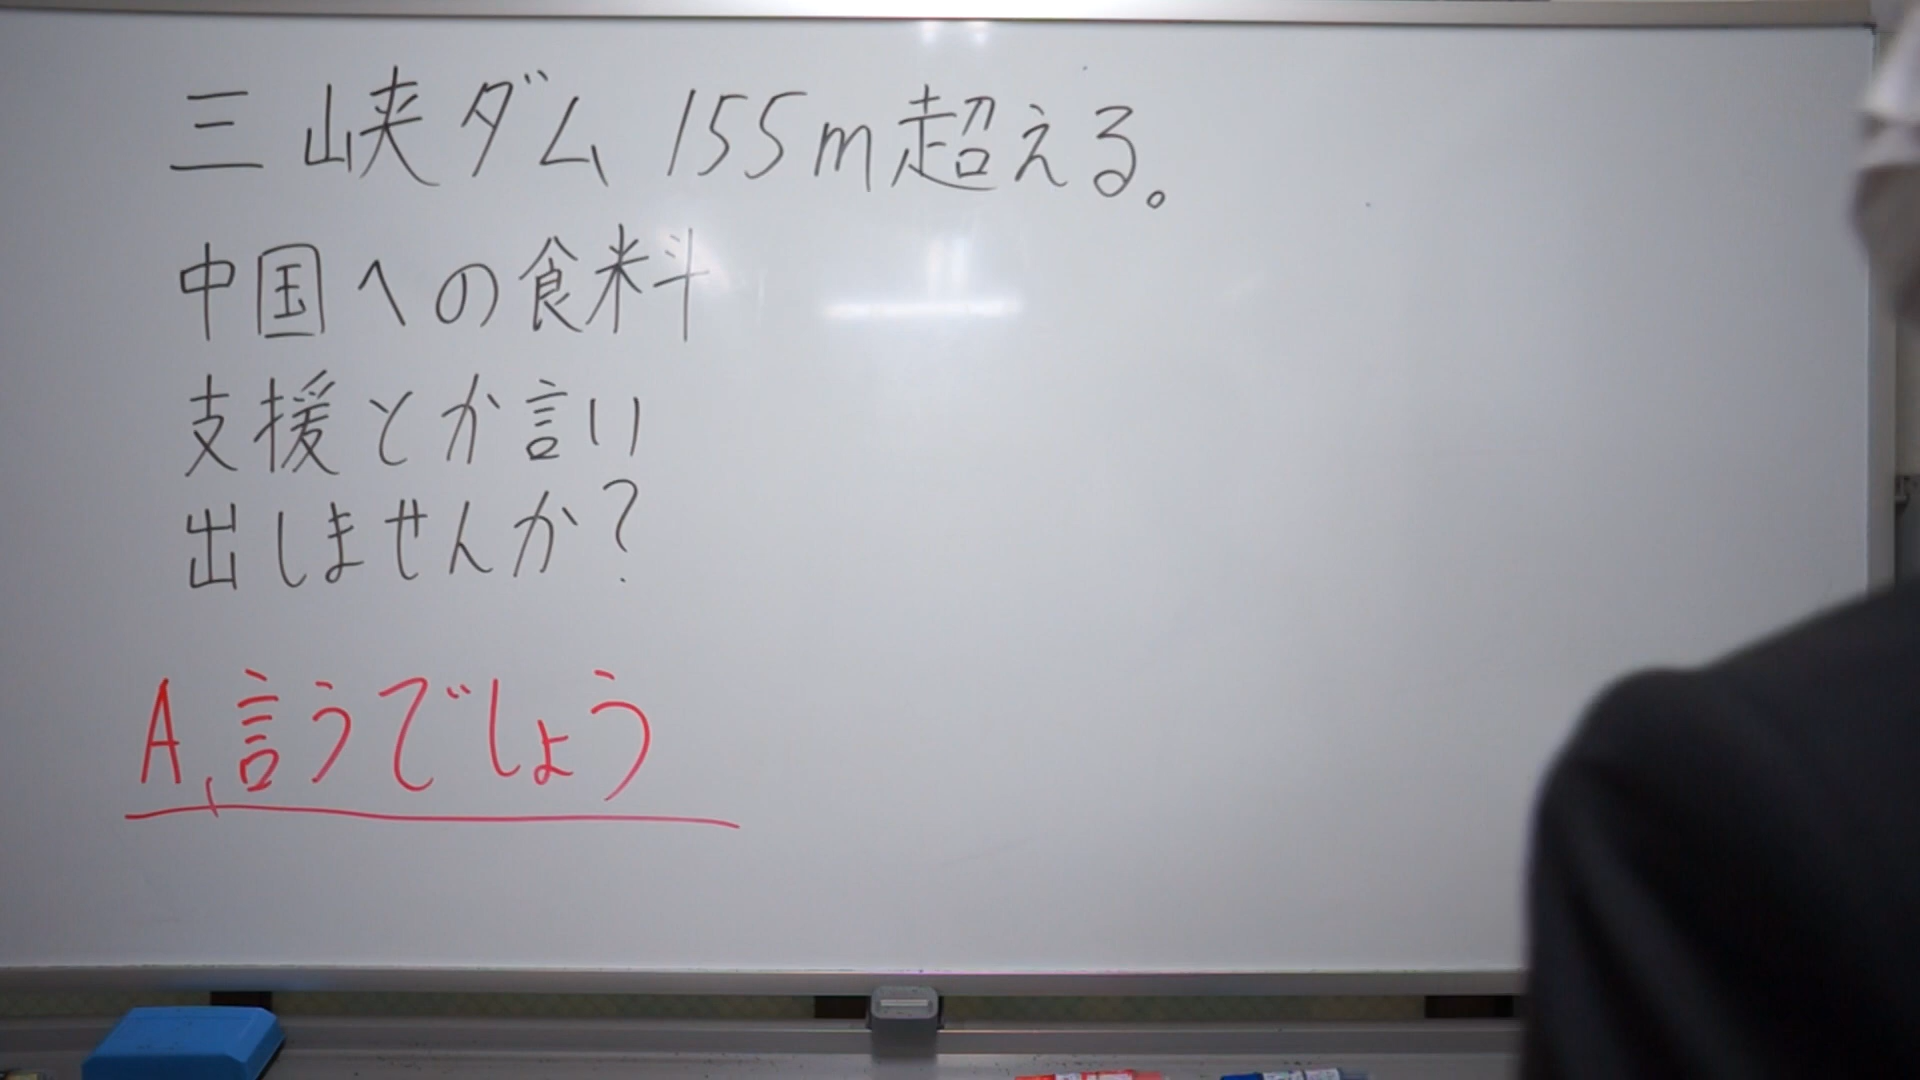 三峡ダム 155m超える。
中国への食料
支援とか言い
出しませんか?
A, 言うでしょう